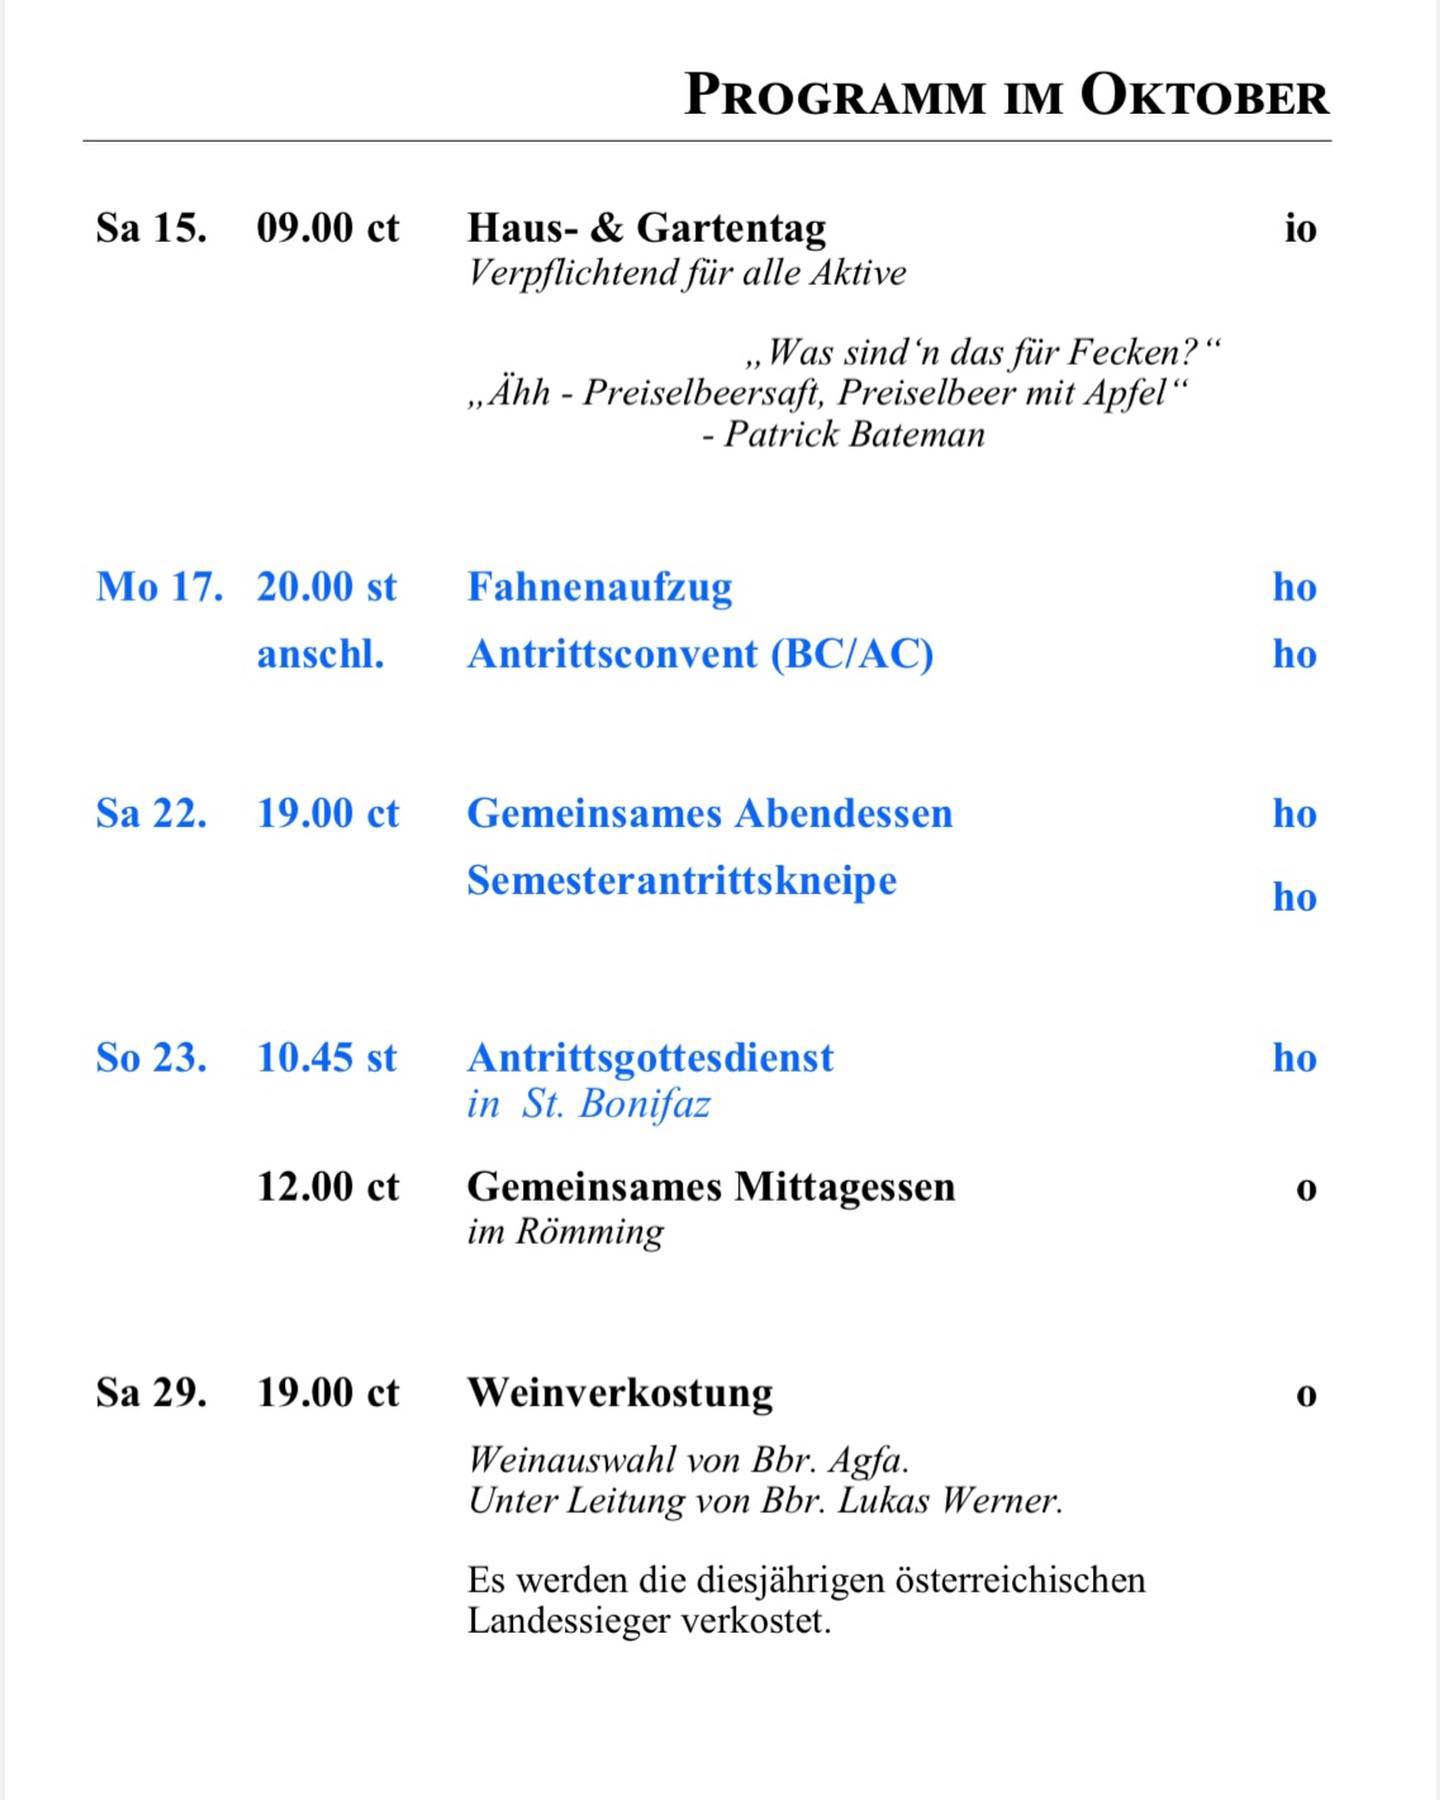 PROGRAMM IM OKTOBER
Sa 15. 09.00 ct Haus- & Gartentag io
Verpflichtend für alle Aktive
„Was sind‘n das für Fecken?“
„Ähh - Preiselbeersaft, Preiselbeer mit Apfel“
- Patrick Bateman
Mo 17. 20.00 st Fahnenaufzug ho
anschl. Antrittsconvent (BC/AC) ho
Sa 22. 19.00 ct Gemeinsames Abendessen ho
Semesterantrittskneipe ho
So 23. 10.45 st Antrittsgottesdienst ho
in St. Bonifaz
12.00 ct Gemeinsames Mittagessen o
im Römming
Sa 29. 19.00 ct Weinverkostung o
Weinauswahl von Bbr. Agfa.
Unter Leitung von Bbr. Lukas Werner.
Es werden die diesjährigen österreichischen
Landessieger verkostet.